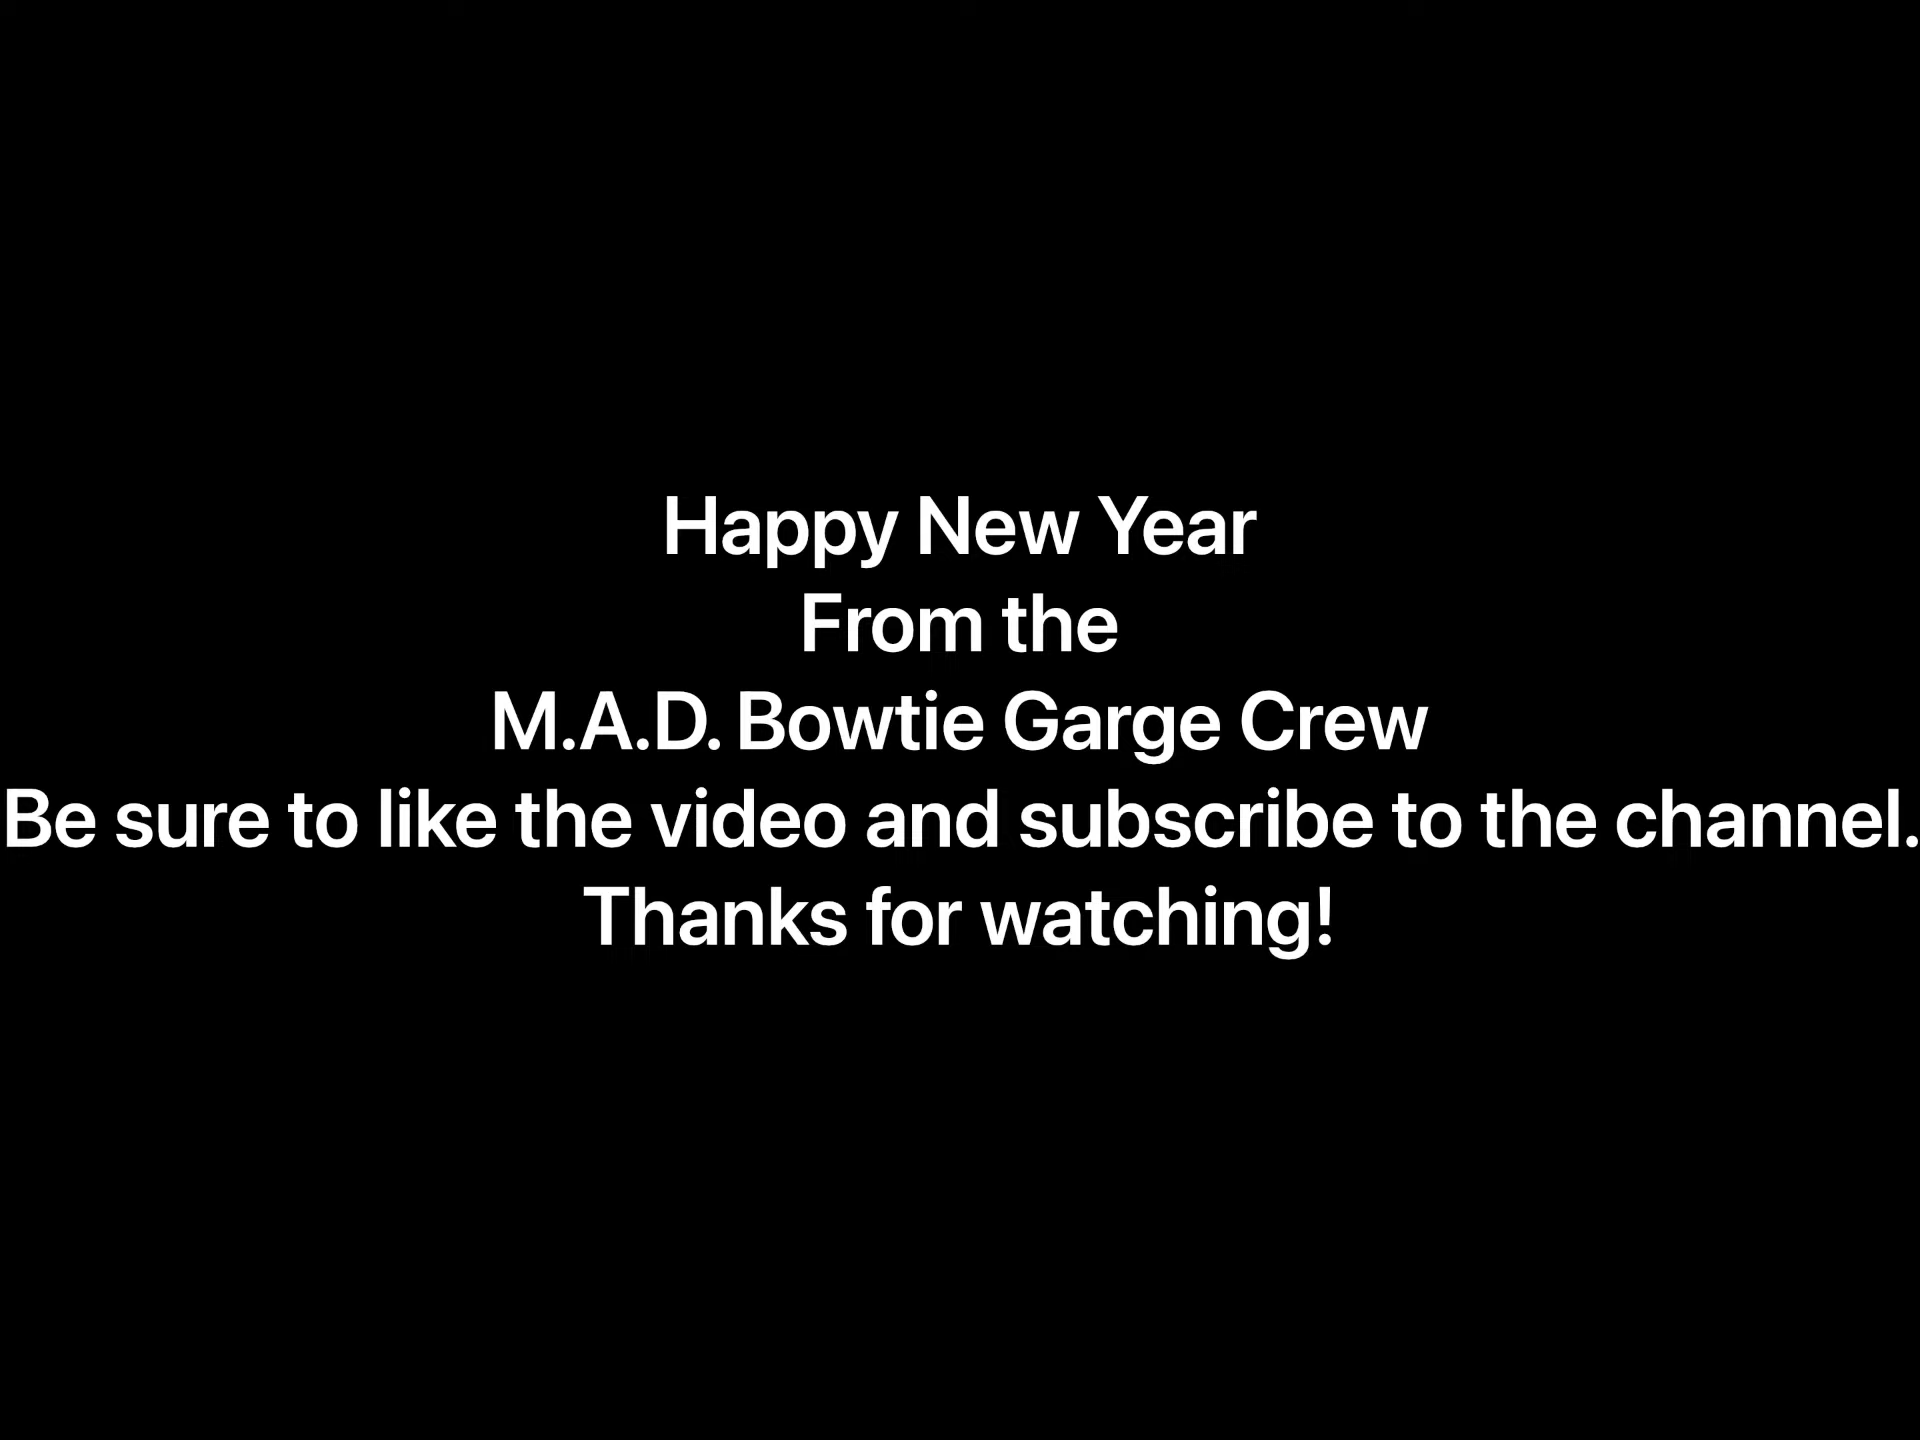 Happy New Year
From the
M.A.D. Bowtie Garge Crew
Be sure to like the video and subscribe to the channel.
Thanks for watching!